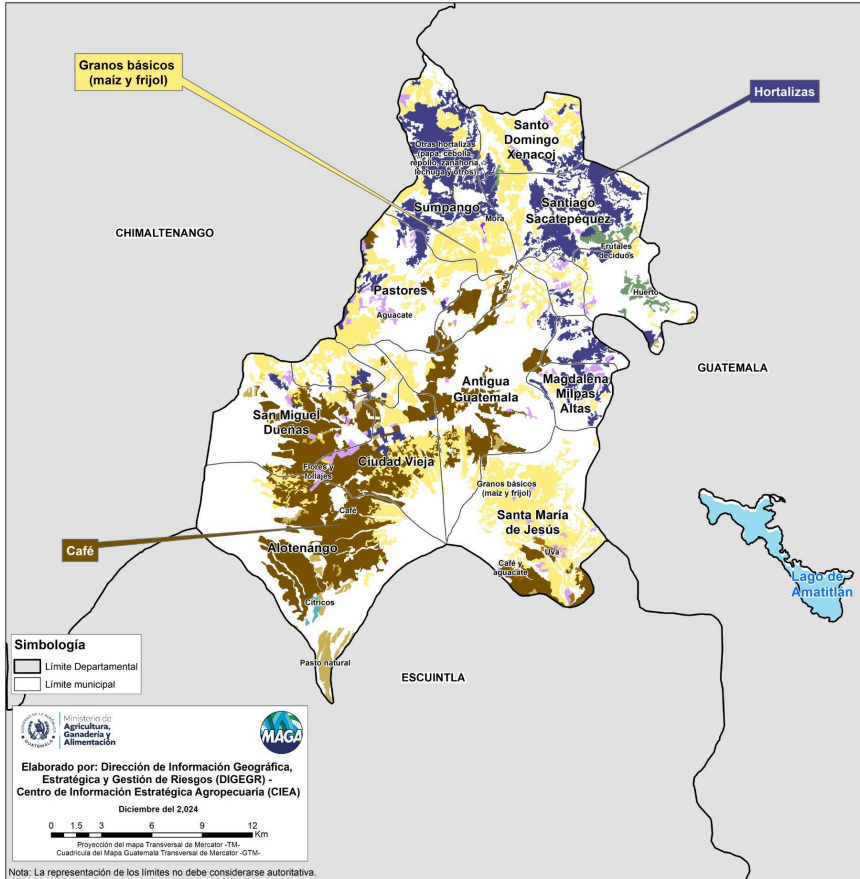 Granos básicos
(maíz y frijol)
Hortalizas
Santo
Domingo
Xenacoj
Otras hortalizas
(papa, cebolla,
repollo, zanahoria,
lechuga y otros)
Sumpango
Santiago
Sacatepéquez
Mora
CHIMALTENANGO
Frutales
deciduos
Pastores
Huerto
Aguacate
GUATEMALA
Antigua
Guatemala
Magdalena
Milpas
Altas
San Miguel
Dueñas
Ciudad Vieja
Flores y
follajes
Granos básicos
(maíz y frijol)
Café
Santa María
de Jesús
Café
Alotenango
Uva
Café y
aguacate
Lago de
Amatitlán
Cítricos
Pasto natural
ESCUINTLA
Simbología
Límite Departamental
Límite municipal
GOBIERNO DE LA REPÚBLICA
GUATEMALA
Ministerio de
Agricultura,
Ganadería y
Alimentación
MAGA
Elaborado por: Dirección de Información Geográfica,
Estratégica y Gestión de Riesgos (DIGEGR) -
Centro de Información Estratégica Agropecuaria (CIEA)
Diciembre del 2,024
0 1.5 3 6 9 12
Km
Proyección del mapa Transversal de Mercator -TM-
Cuadricula del Mapa Guatemala Transversal de Mercator -GTM-
Nota: La representación de los límites no debe considerarse autoritativa.